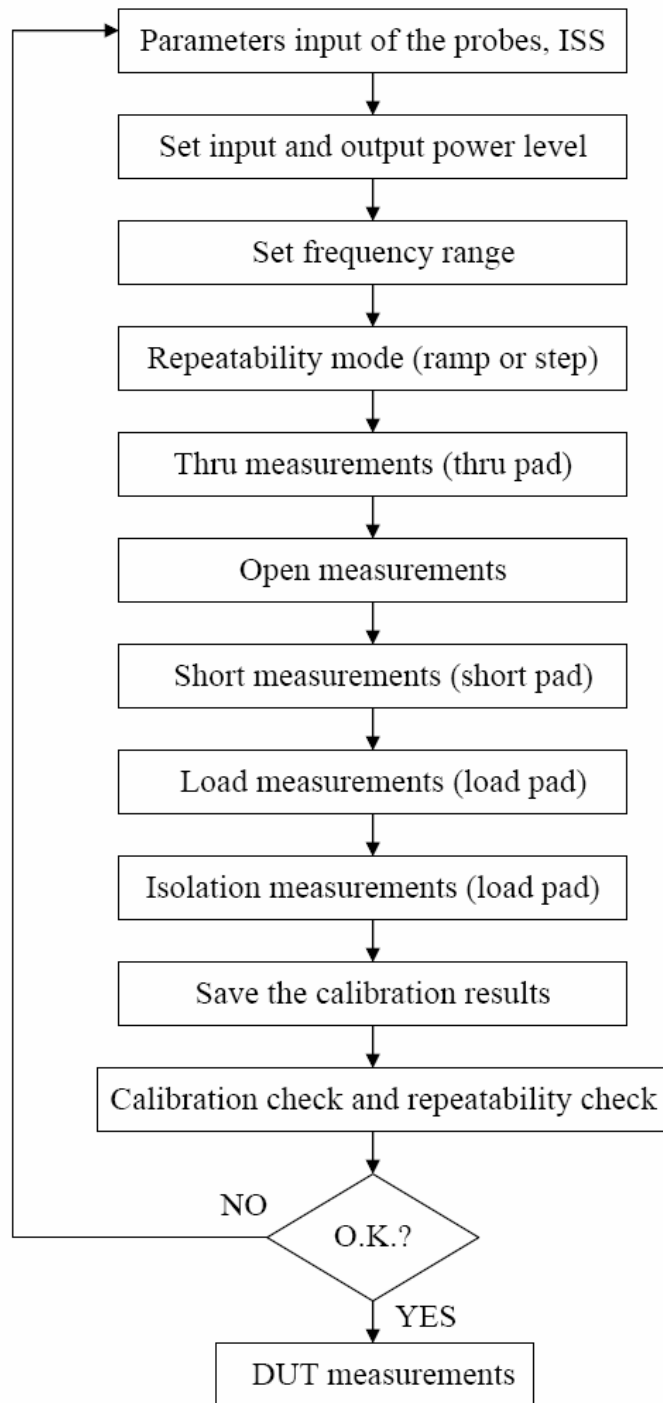 Parameters input of the probes, ISS
Set input and output power level
Set frequency range
Repeatability mode (ramp or step)
Thru measurements (thru pad)
Open measurements
Short measurements (short pad)
Load measurements (load pad)
Isolation measurements (load pad)
Save the calibration results
Calibration check and repeatability check
NO
O.K.?
YES
DUT measurements